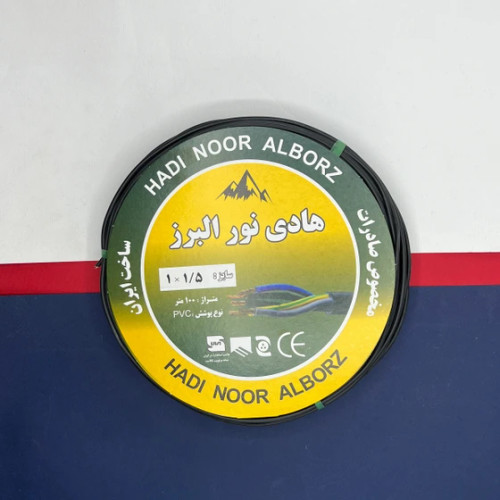 HADI NOOR ALBORZ
هادی نور البرز
سایز: ۱×۱/۵
متراژ: ۱۰۰ متر
نوع پوشش: PVC
CE
ساخت ایران
مخصوص صادرات
HADI NOOR ALBORZ